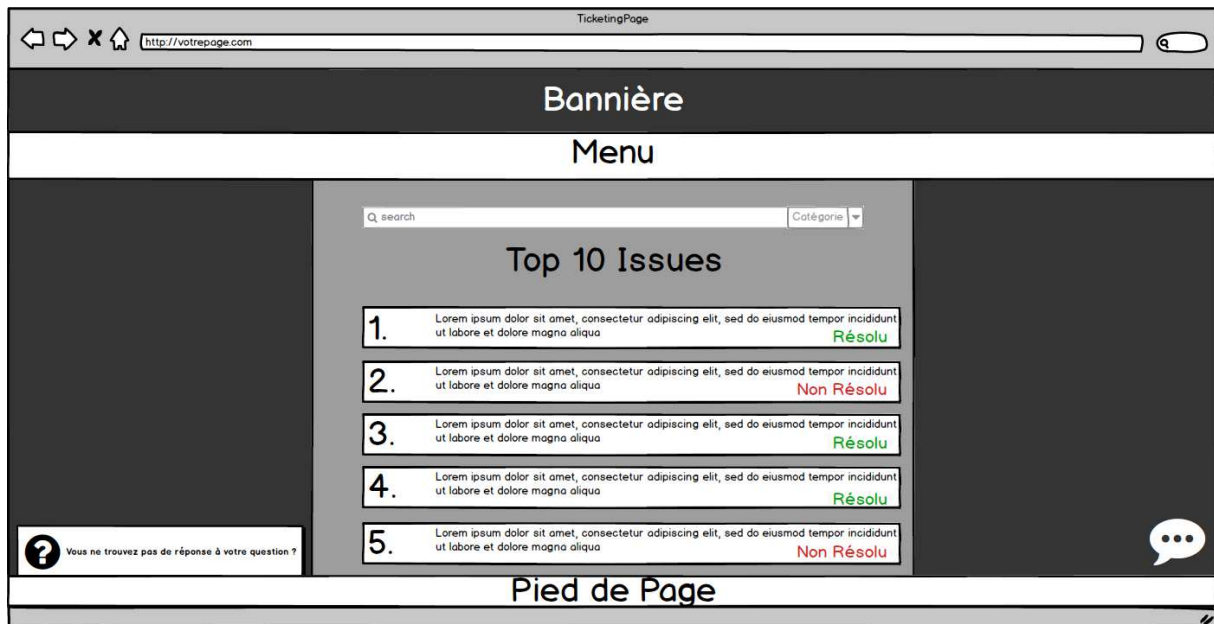 TicketingPage
http://votrepage.com
Bannière
Menu
search
Catégorie
Top 10 Issues
1.
Lorem ipsum dolor sit amet, consectetur adipiscing elit, sed do eiusmod tempor incididunt
ut labore et dolore magna aliqua
Résolu
2.
Lorem ipsum dolor sit amet, consectetur adipiscing elit, sed do eiusmod tempor incididunt
ut labore et dolore magna aliqua
Non Résolu
3.
Lorem ipsum dolor sit amet, consectetur adipiscing elit, sed do eiusmod tempor incididunt
ut labore et dolore magna aliqua
Résolu
4.
Lorem ipsum dolor sit amet, consectetur adipiscing elit, sed do eiusmod tempor incididunt
ut labore et dolore magna aliqua
Résolu
5.
Lorem ipsum dolor sit amet, consectetur adipiscing elit, sed do eiusmod tempor incididunt
ut labore et dolore magna aliqua
Non Résolu
? Vous ne trouvez pas de réponse à votre question ?
Pied de Page